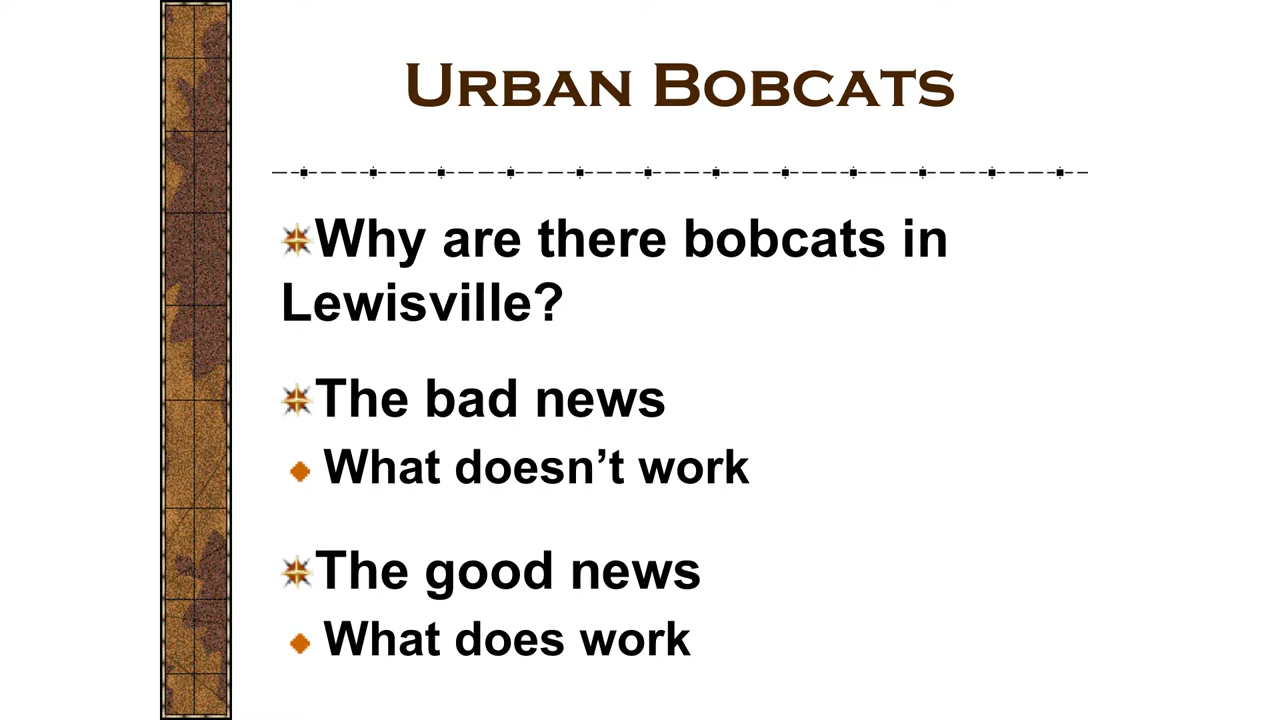 Urban Bobcats
Why are there bobcats in
Lewisville?
The bad news
What doesn’t work
The good news
What does work